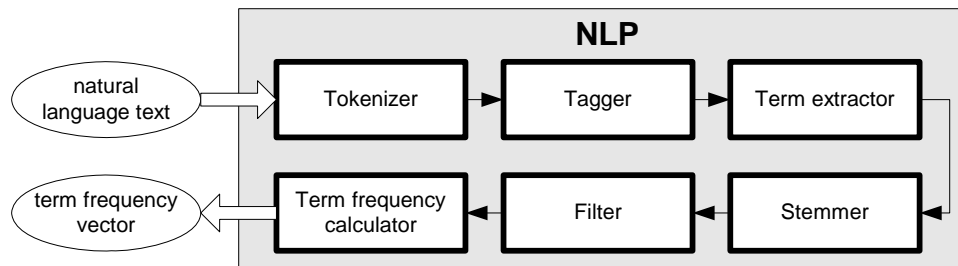 NLP
natural
language text
Tokenizer
Tagger
Term extractor
term frequency
vector
Term frequency
calculator
Filter
Stemmer